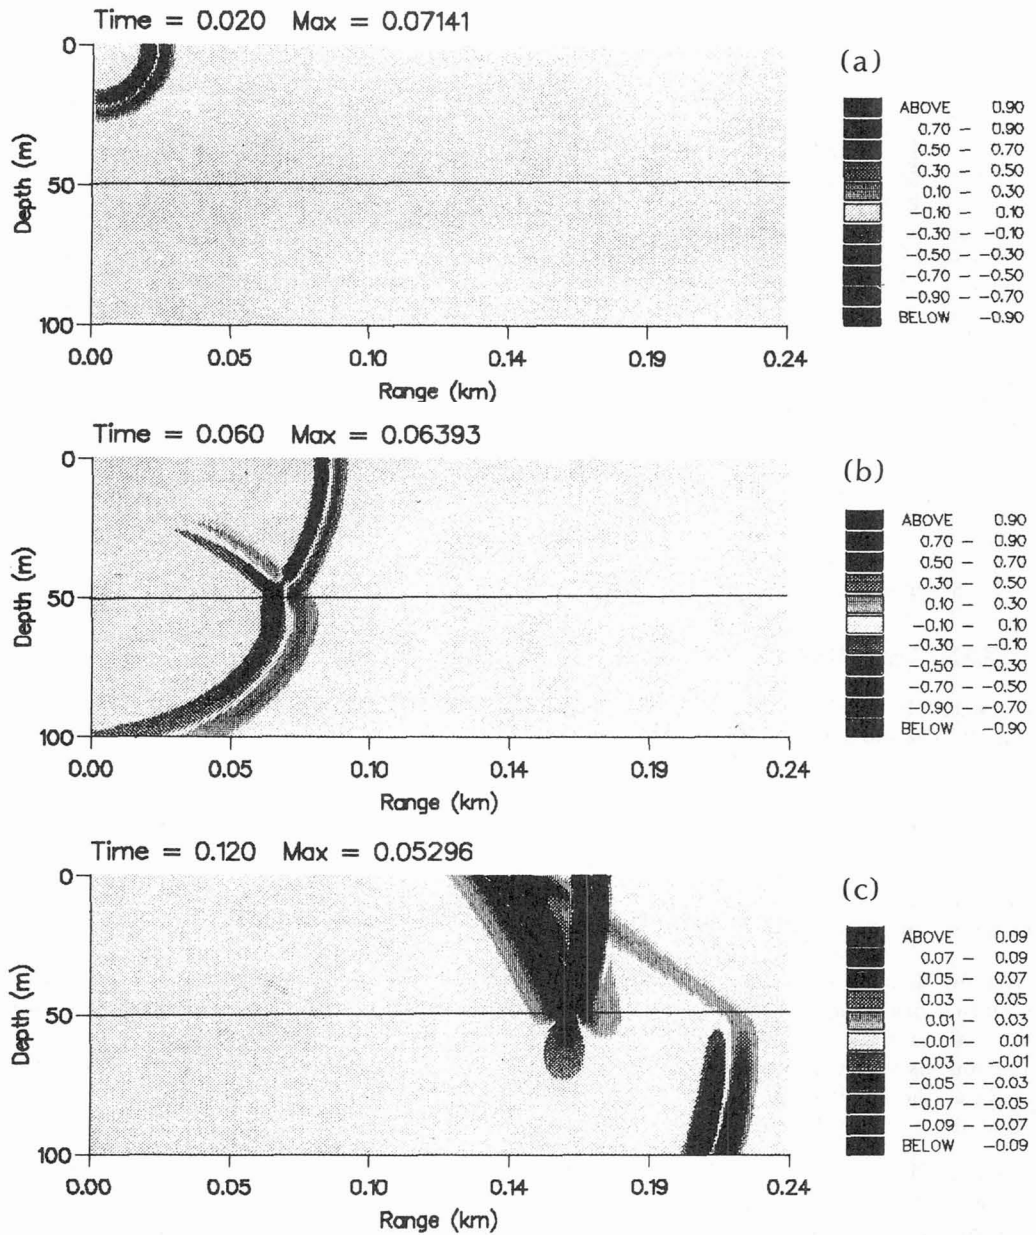 Time = 0.020 Max = 0.07141
(a)
0
50
100
Depth (m)
0.00 0.05 0.10 0.14 0.19 0.24
Range (km)
ABOVE 0.90
0.70 – 0.90
0.50 – 0.70
0.30 – 0.50
0.10 – 0.30
-0.10 – 0.10
-0.30 – -0.10
-0.50 – -0.30
-0.70 – -0.50
-0.90 – -0.70
BELOW -0.90
Time = 0.060 Max = 0.06393
(b)
0
50
100
Depth (m)
0.00 0.05 0.10 0.14 0.19 0.24
Range (km)
ABOVE 0.90
0.70 – 0.90
0.50 – 0.70
0.30 – 0.50
0.10 – 0.30
-0.10 – 0.10
-0.30 – -0.10
-0.50 – -0.30
-0.70 – -0.50
-0.90 – -0.70
BELOW -0.90
Time = 0.120 Max = 0.05296
(c)
0
50
100
Depth (m)
0.00 0.05 0.10 0.14 0.19 0.24
Range (km)
ABOVE 0.09
0.07 – 0.09
0.05 – 0.07
0.03 – 0.05
0.01 – 0.03
-0.01 – 0.01
-0.03 – -0.01
-0.05 – -0.03
-0.07 – -0.05
-0.09 – -0.07
BELOW -0.09